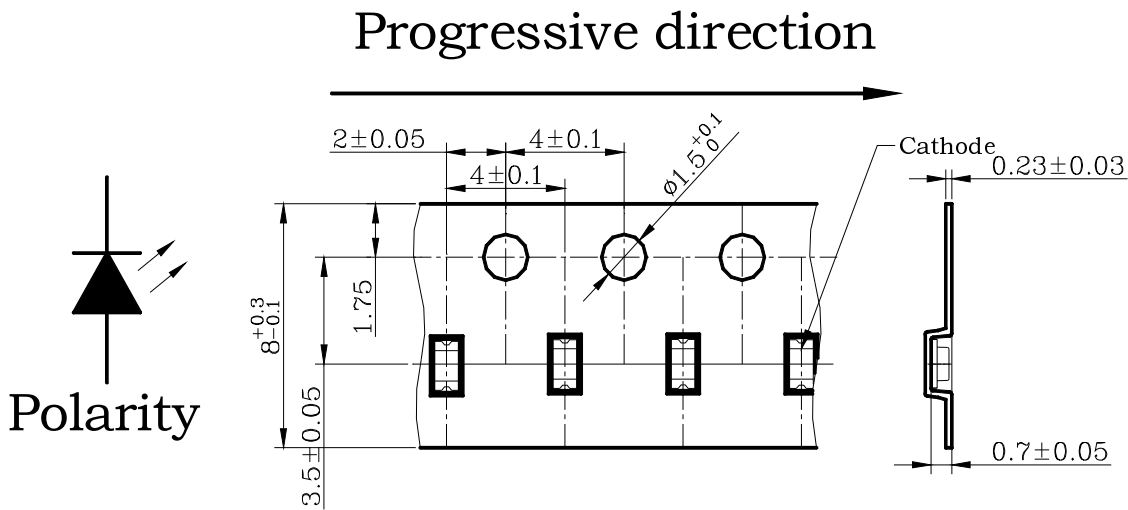 Progressive direction
2±0.05
4±0.1
Ø1.5 +0.1 0
Cathode
4±0.1
0.23±0.03
1.75
8 +0.3 -0.1
3.5±0.05
Polarity
0.7±0.05